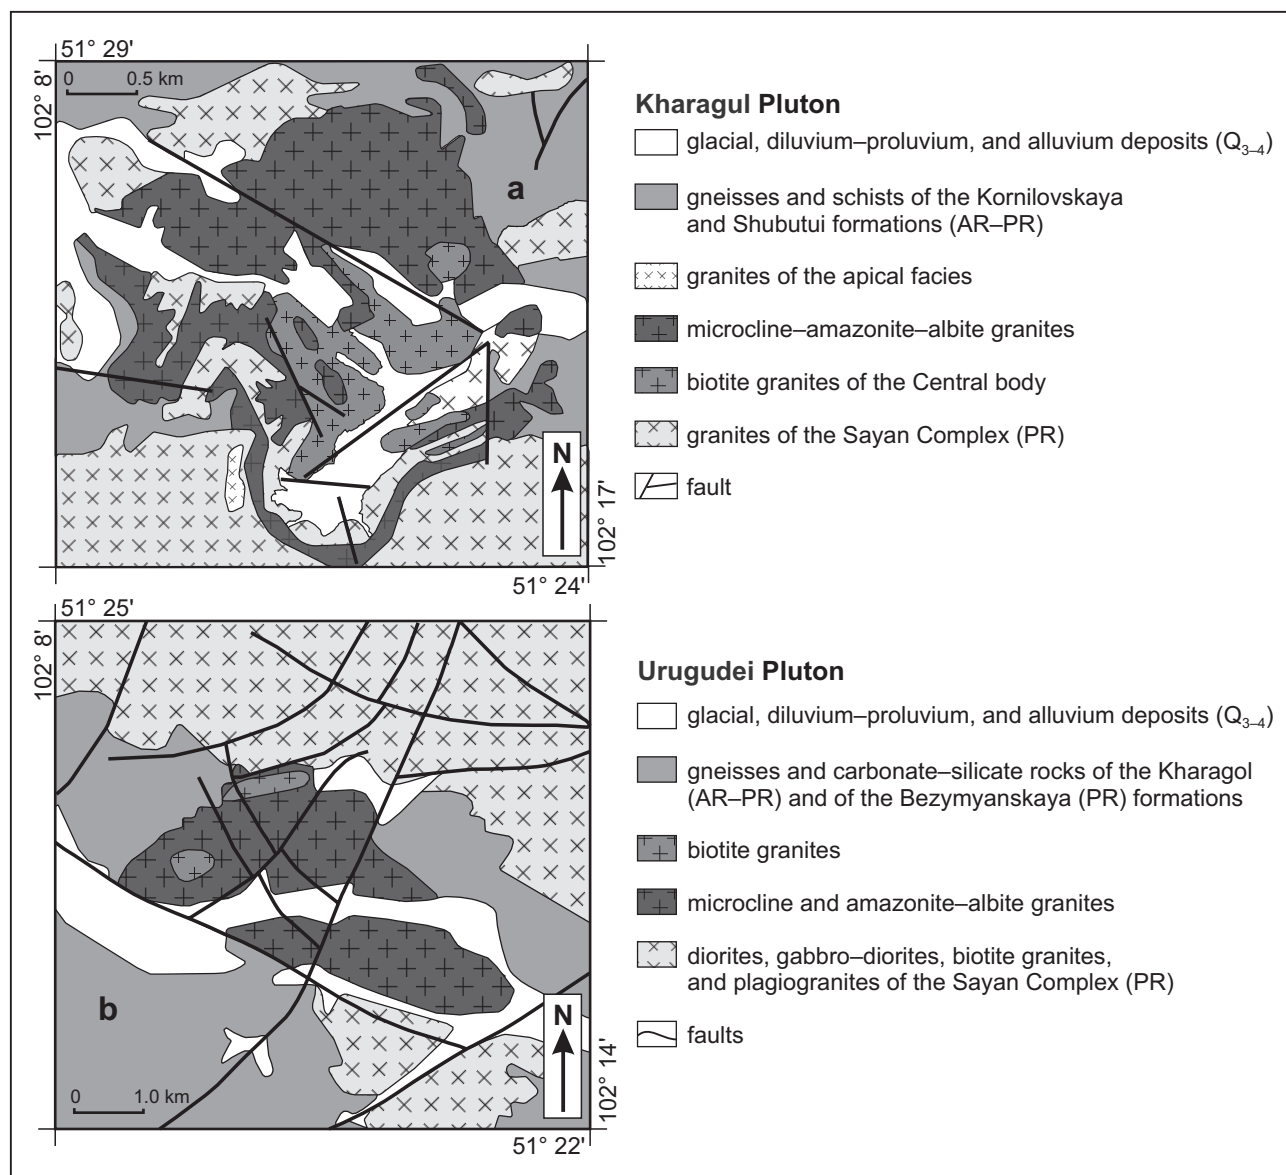 51° 29'
102° 8'
0 0.5 km
a
N
102° 17'
51° 24'
Kharagul Pluton
glacial, diluvium–proluvium, and alluvium deposits (Q3–4)
gneisses and schists of the Kornilovskaya
and Shubutui formations (AR–PR)
granites of the apical facies
microcline–amazonite–albite granites
biotite granites of the Central body
granites of the Sayan Complex (PR)
fault
51° 25'
102° 8'
b
N
0 1.0 km
102° 14'
51° 22'
Urugudei Pluton
glacial, diluvium–proluvium, and alluvium deposits (Q3–4)
gneisses and carbonate–silicate rocks of the Kharagol
(AR–PR) and of the Bezymyanskaya (PR) formations
biotite granites
microcline and amazonite–albite granites
diorites, gabbro–diorites, biotite granites,
and plagiogranites of the Sayan Complex (PR)
faults